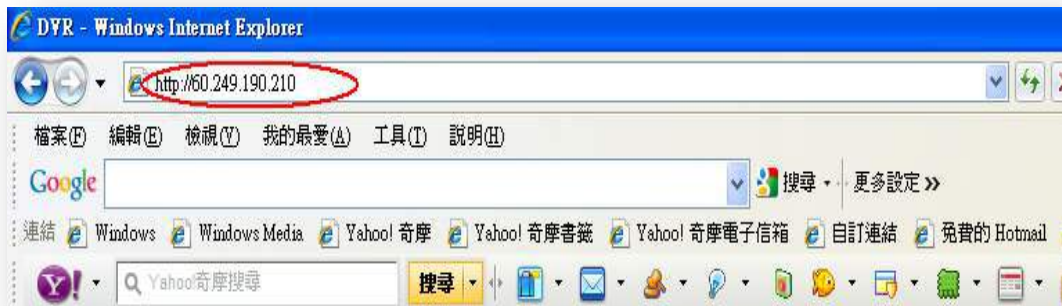 DVR - Windows Internet Explorer
http://60.249.190.210
檔案(F) 編輯(E) 檢視(V) 我的最愛(A) 工具(T) 說明(H)
Google 搜尋 更多設定 »
連結 Windows Windows Media Yahoo! 奇摩 Yahoo! 奇摩書籤 Yahoo! 奇摩電子信箱 自訂連結 免費的 Hotmail
Y! Yahoo!奇摩搜尋 搜尋